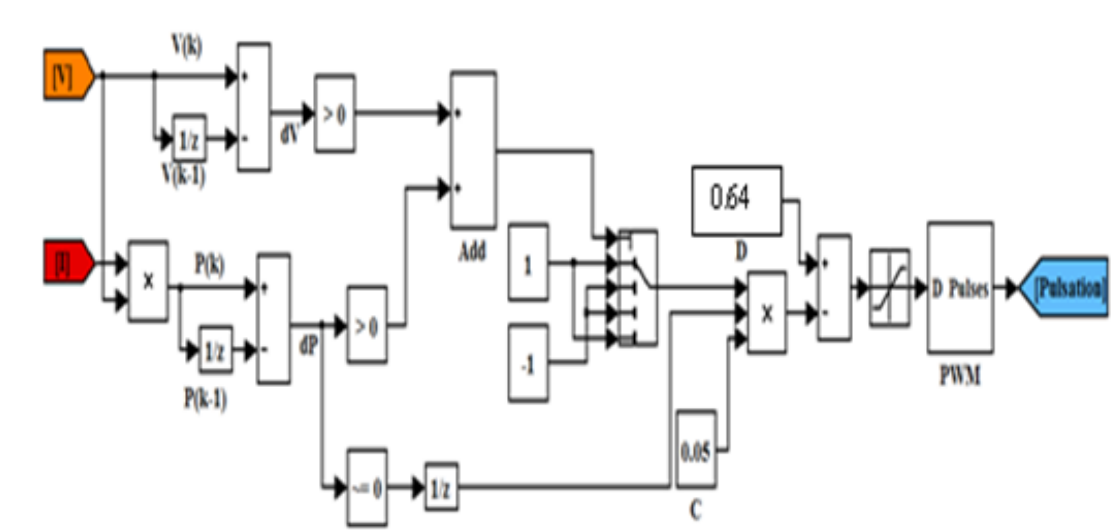 V(k)
[V]
+
> 0
+
1/z
-
dV
V(k-1)
0.64
+
D
Add
[I]
P(k)
1
x
+
+
D Pulses
[Pulsation]
x
> 0
-
1/z
-
dP
-1
PWM
P(k-1)
0.05
~= 0
1/z
C